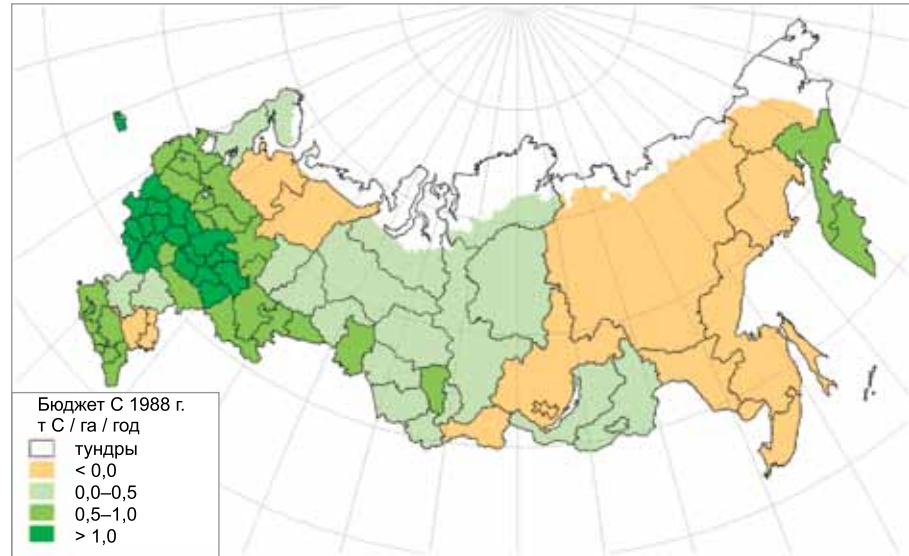 Бюджет С 1988 г.
т С / га / год
тундры
< 0,0
0,0–0,5
0,5–1,0
> 1,0